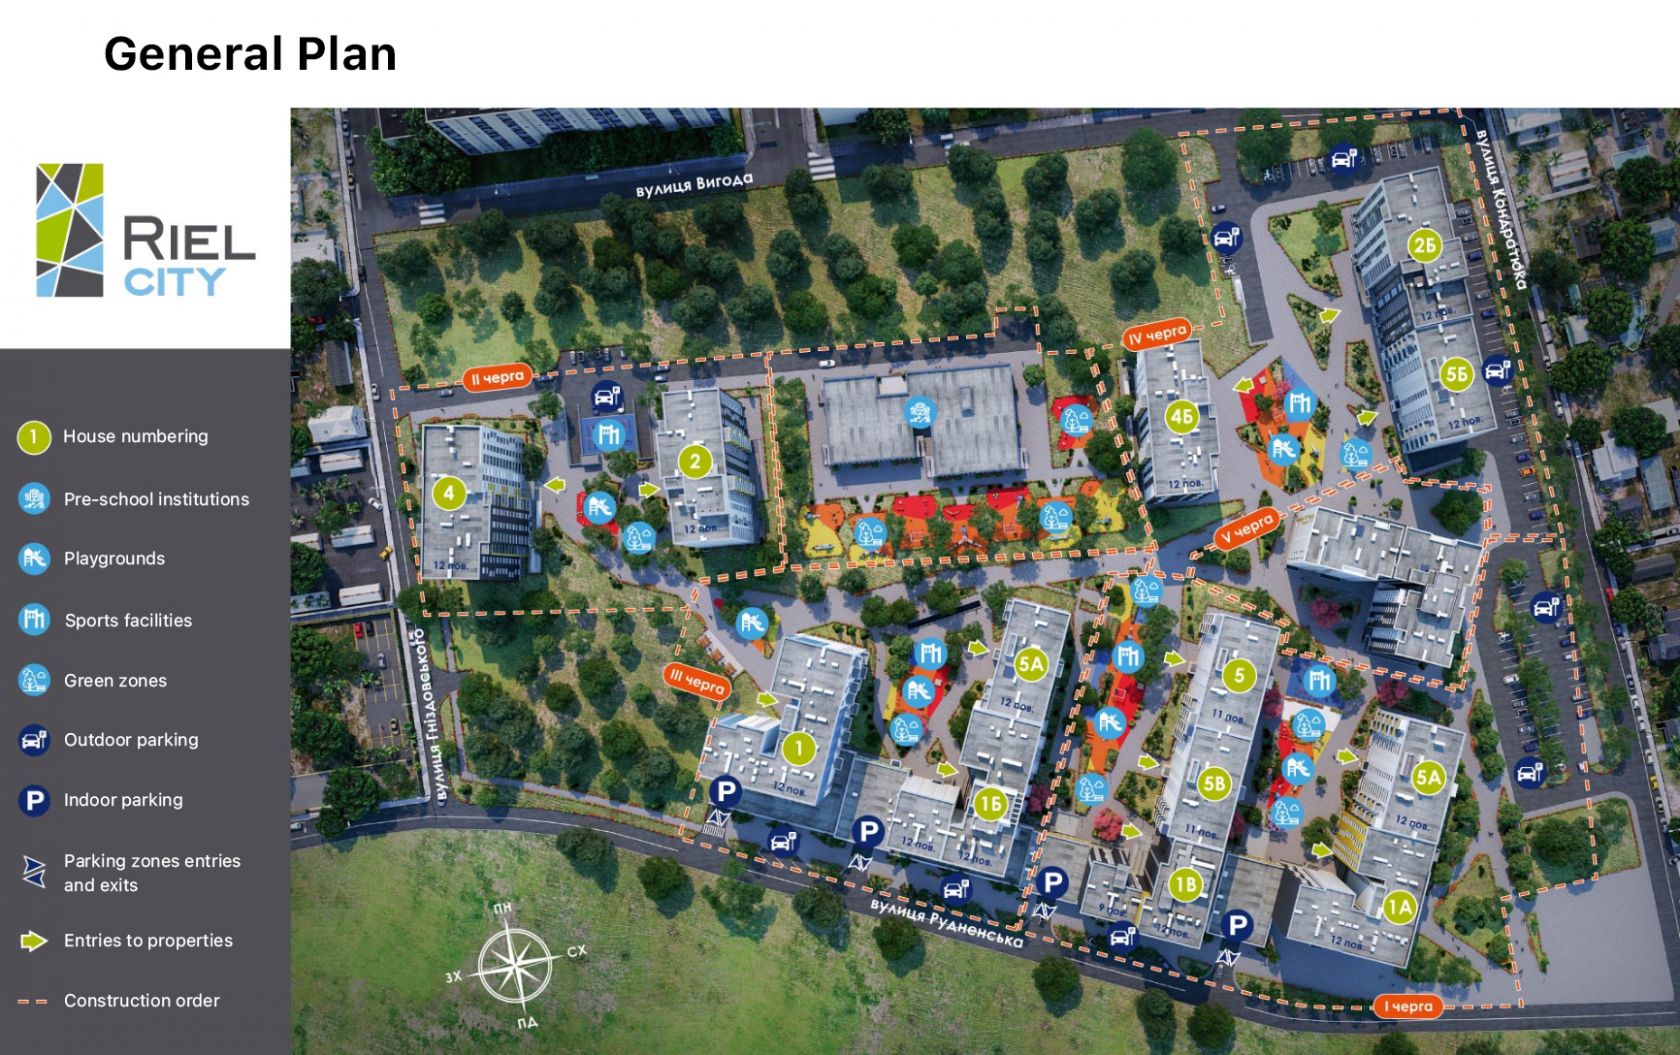 General Plan
RIEL
CITY
1 House numbering
Pre-school institutions
Playgrounds
Sports facilities
Green zones
Outdoor parking
P Indoor parking
Parking zones entries
and exits
Entries to properties
Construction order
вулиця Вигода
вулиця Кондратюка
вулиця Гніздовського
вулиця Рудненська
II черга
IV черга
V черга
III черга
I черга
2Б
12 пов.
5Б
12 пов.
4Б
12 пов.
2
12 пов.
4
12 пов.
5А
12 пов.
1
12 пов.
1Б
12 пов.
12 пов.
5
11 пов.
5В
11 пов.
1В
9 пов.
12 пов.
5А
12 пов.
1А
12 пов.
P
P
P
P
ПН
СХ
ЗХ
ПД